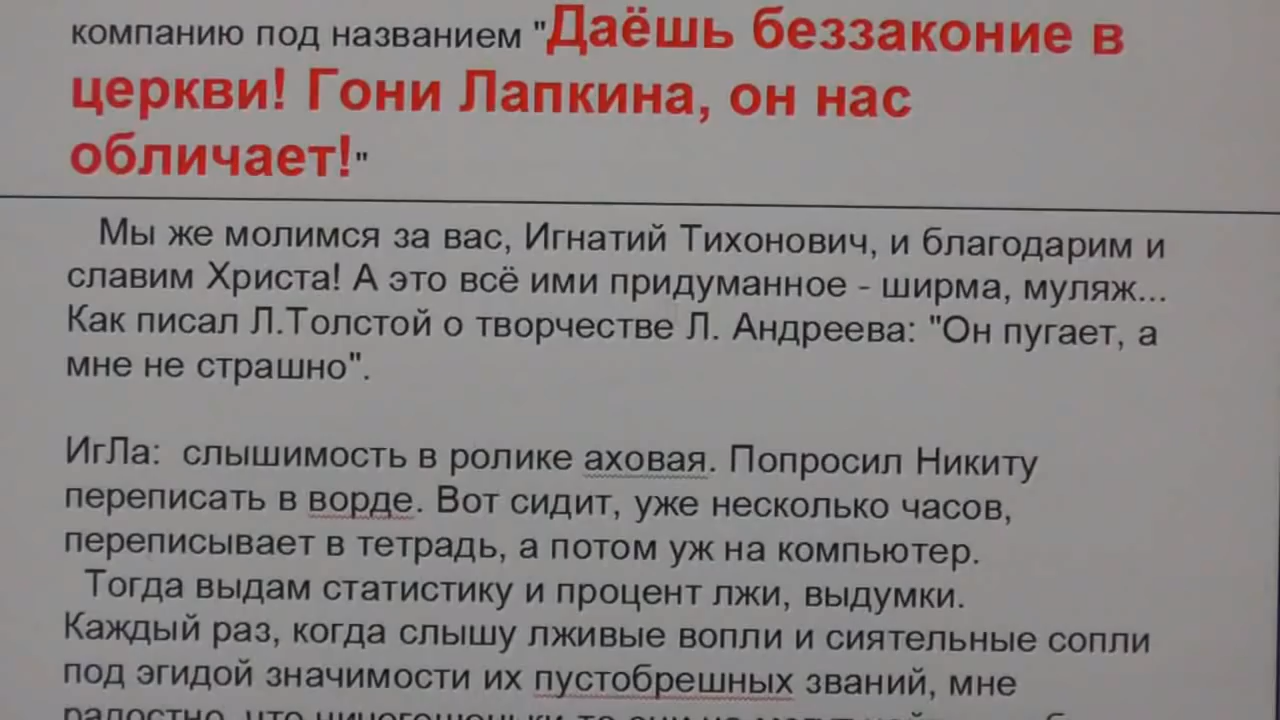 компанию под названием "Даёшь беззаконие в
церкви! Гони Лапкина, он нас
обличает!"
Мы же молимся за вас, Игнатий Тихонович, и благодарим и
славим Христа! А это всё ими придуманное - ширма, муляж...
Как писал Л.Толстой о творчестве Л. Андреева: "Он пугает, а
мне не страшно".
ИгЛа:  слышимость в ролике аховая. Попросил Никиту
переписать в ворде. Вот сидит, уже несколько часов,
переписывает в тетрадь, а потом уж на компьютер.
Тогда выдам статистику и процент лжи, выдумки.
Каждый раз, когда слышу лживые вопли и сиятельные сопли
под эгидой значимости их пустобрешных званий, мне
радостно, что